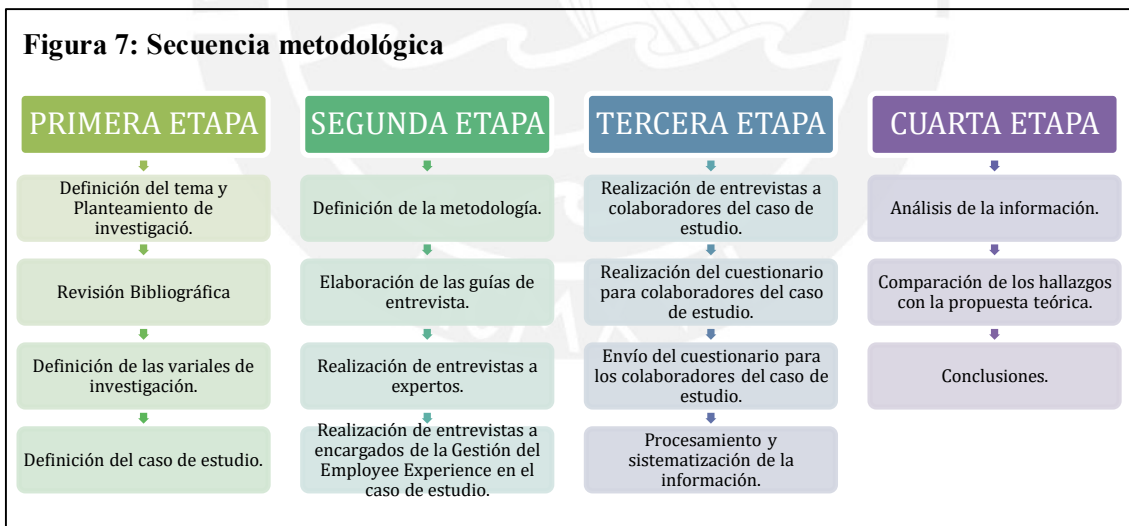 Figura 7: Secuencia metodológica
PRIMERA ETAPA
Definición del tema y
Planteamiento de
investigació.
Revisión Bibliográfica
Definición de las variales de
investigación.
Definición del caso de estudio.
SEGUNDA ETAPA
Definición de la metodología.
Elaboración de las guías de
entrevista.
Realización de entrevistas a
expertos.
Realización de entrevistas a
encargados de la Gestión del
Employee Experience en el
caso de estudio.
TERCERA ETAPA
Realización de entrevistas a
colaboradores del caso de
estudio.
Realización del cuestionario
para colaboradores del caso
de estudio.
Envío del cuestionario para
los colaboradores del caso de
estudio.
Procesamiento y
sistematización de la
información.
CUARTA ETAPA
Análisis de la información.
Comparación de los hallazgos
con la propuesta teórica.
Conclusiones.